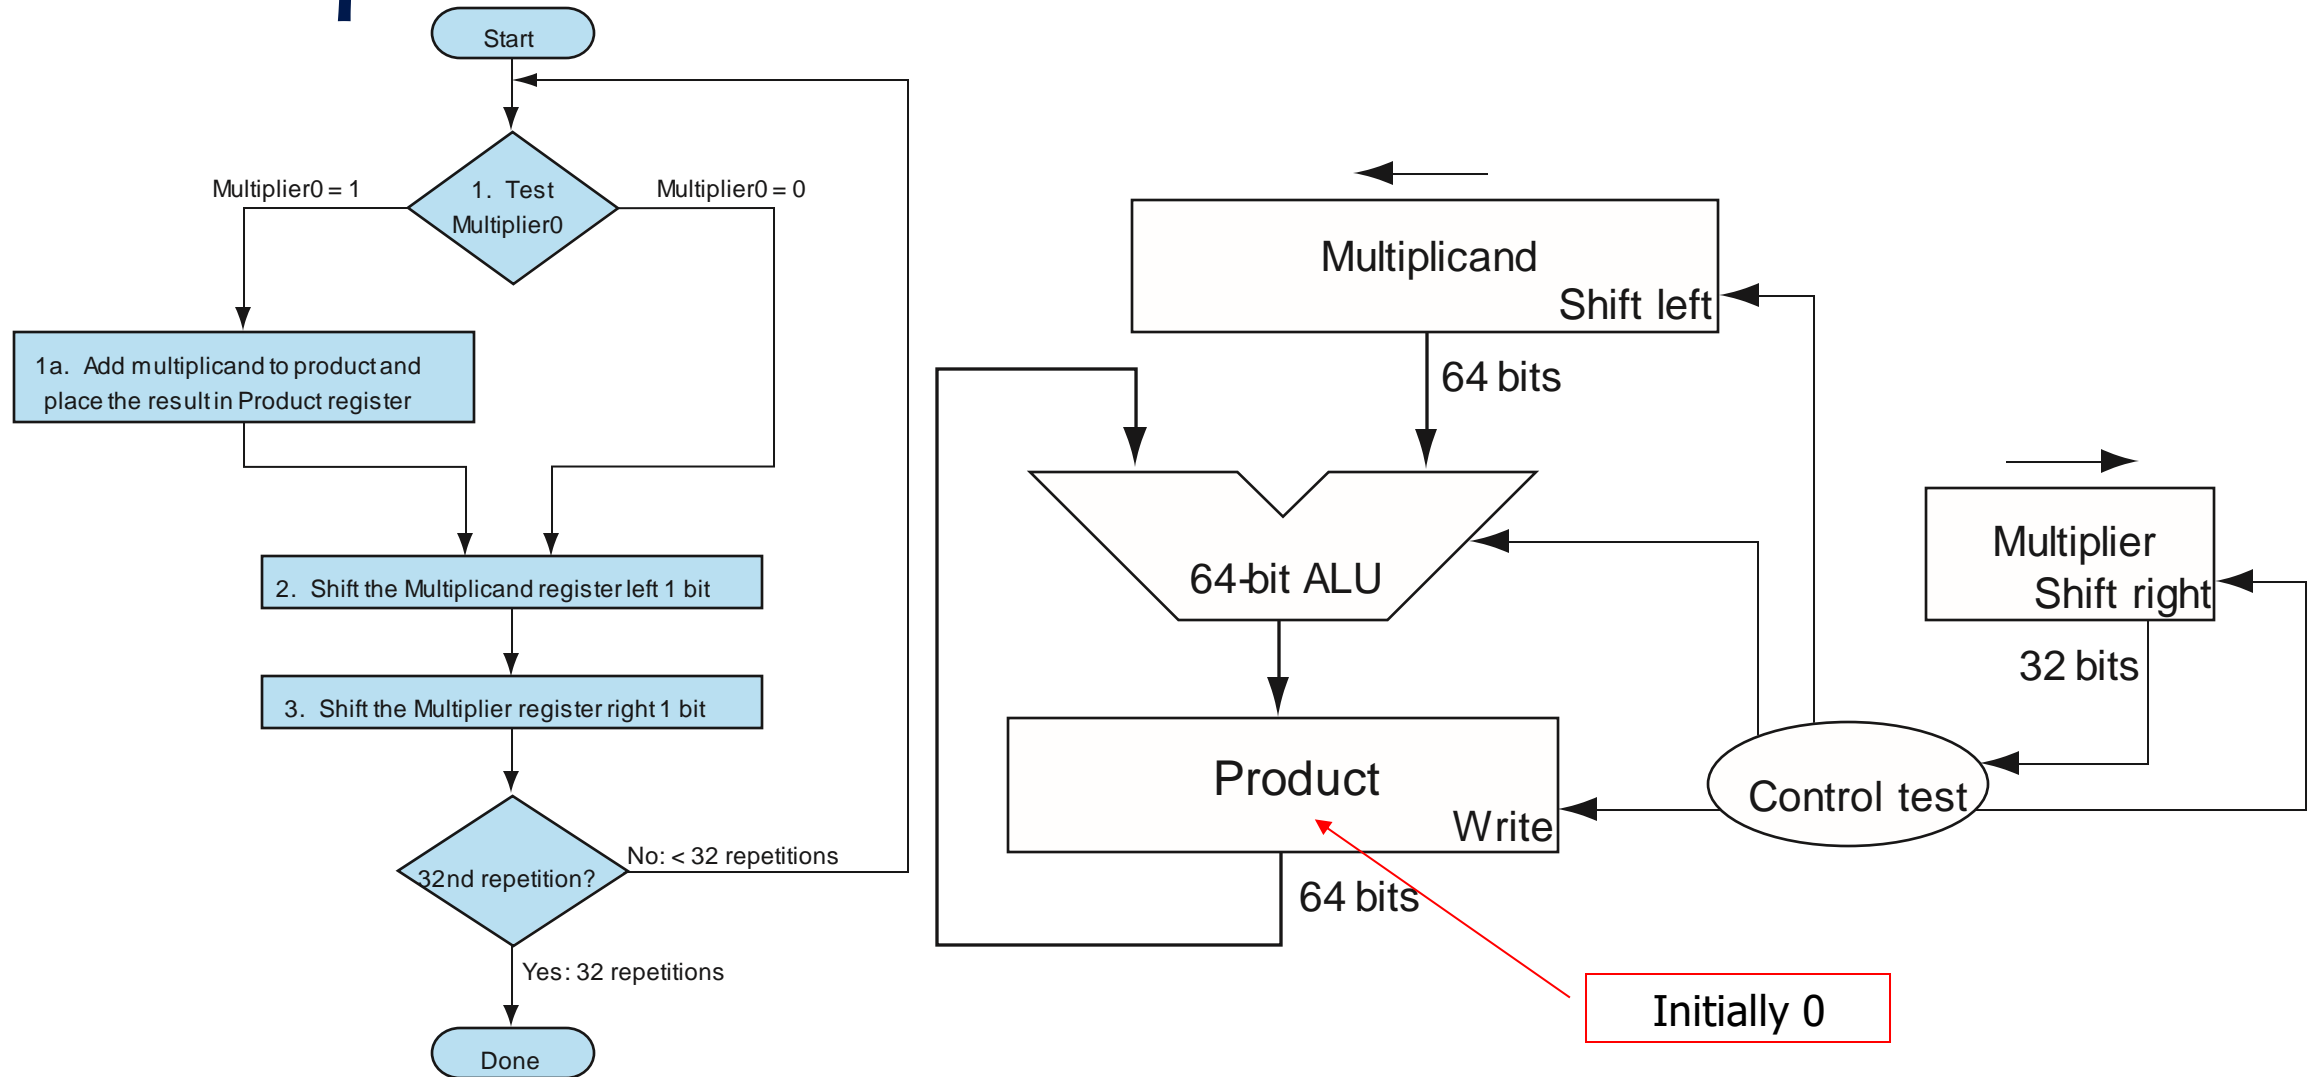 Start
Multiplier0 = 1
1. Test
Multiplier0
Multiplier0 = 0
1a. Add multiplicand to product and
place the result in Product register
2. Shift the Multiplicand register left 1 bit
3. Shift the Multiplier register right 1 bit
32nd repetition?
No: < 32 repetitions
Yes: 32 repetitions
Done
Multiplicand
Shift left
64 bits
64-bit ALU
Multiplier
Shift right
32 bits
Product
Write
Control test
64 bits
Initially 0